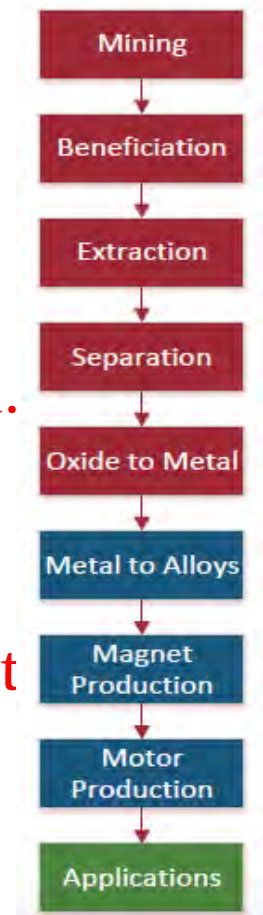 Mining
Beneficiation
Extraction
Separation
.
Oxide to Metal
Metal to Alloys
Magnet
Production
t
Motor
Production
Applications